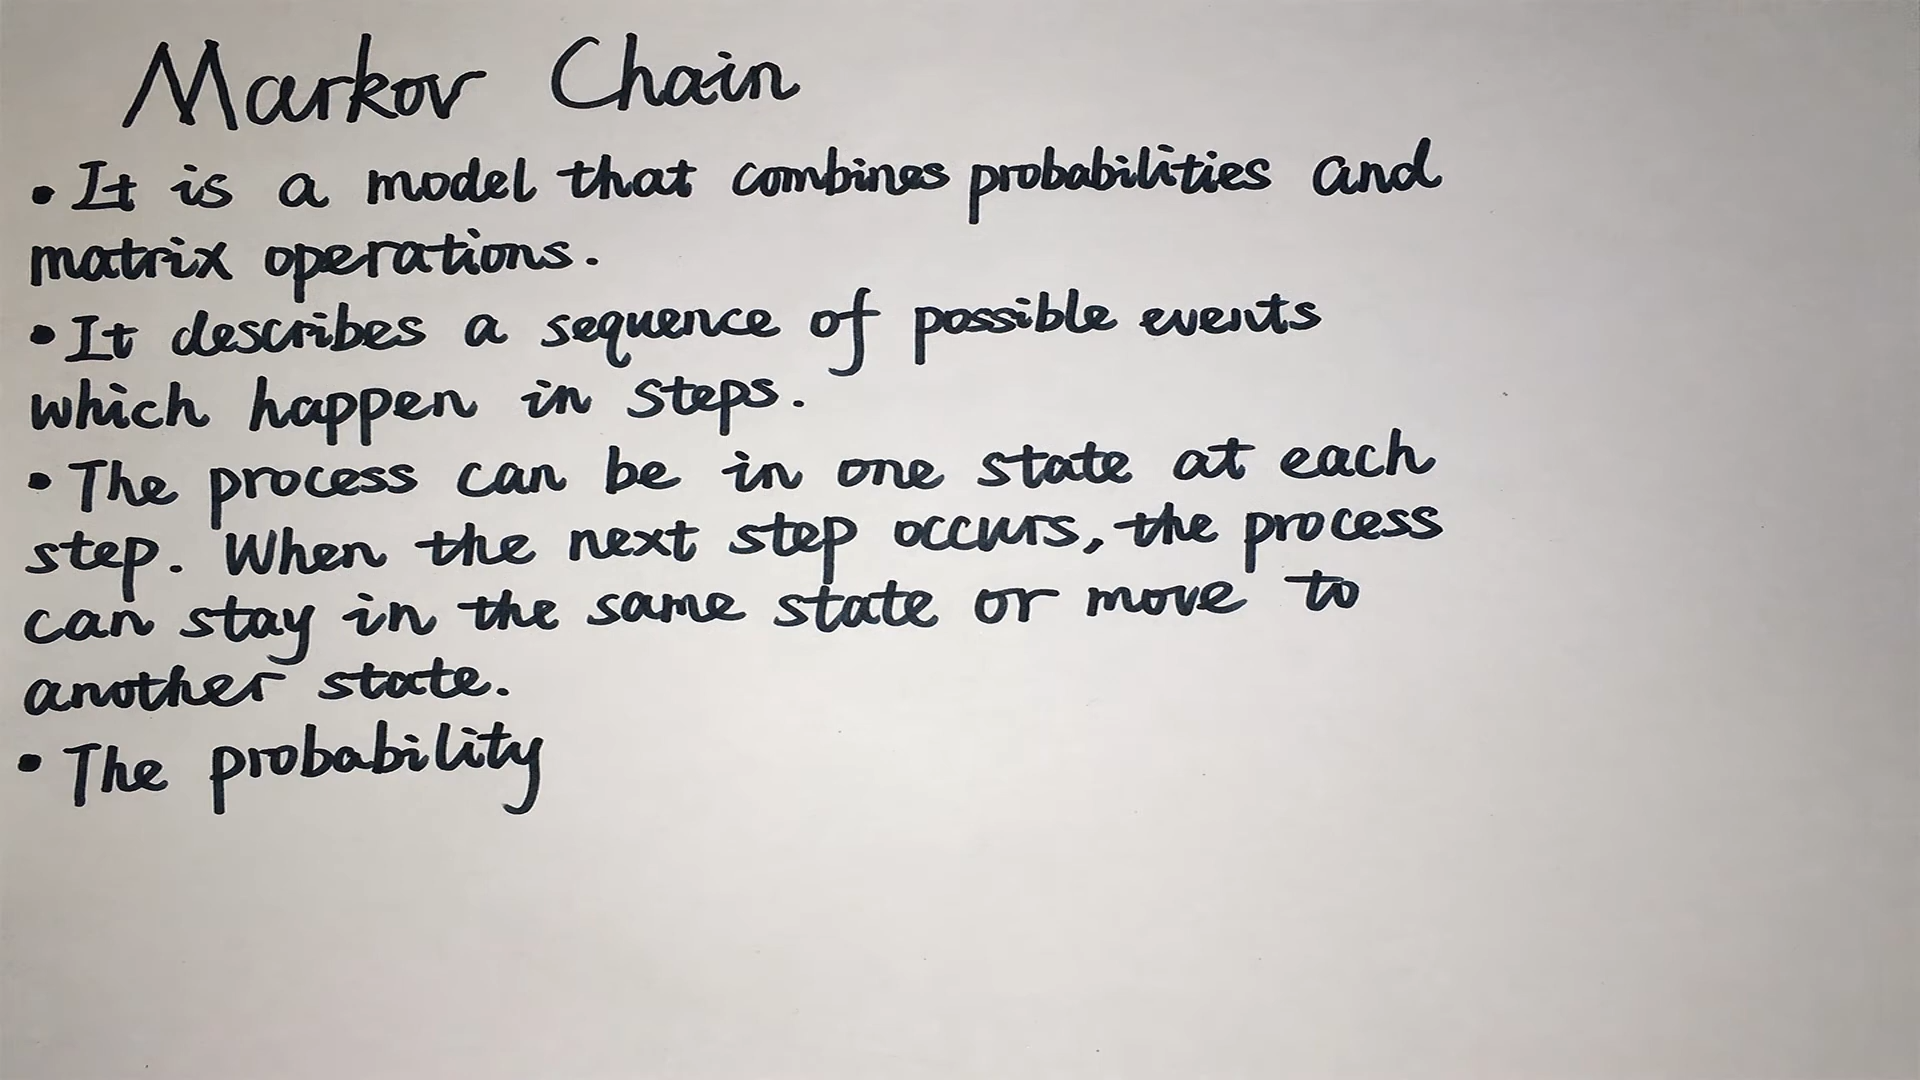 Markov Chain
• It is a model that combines probabilities and
matrix operations.
• It describes a sequence of possible events
which happen in steps.
• The process can be in one state at each
step. When the next step occurs, the process
can stay in the same state or move to
another state.
• The probability